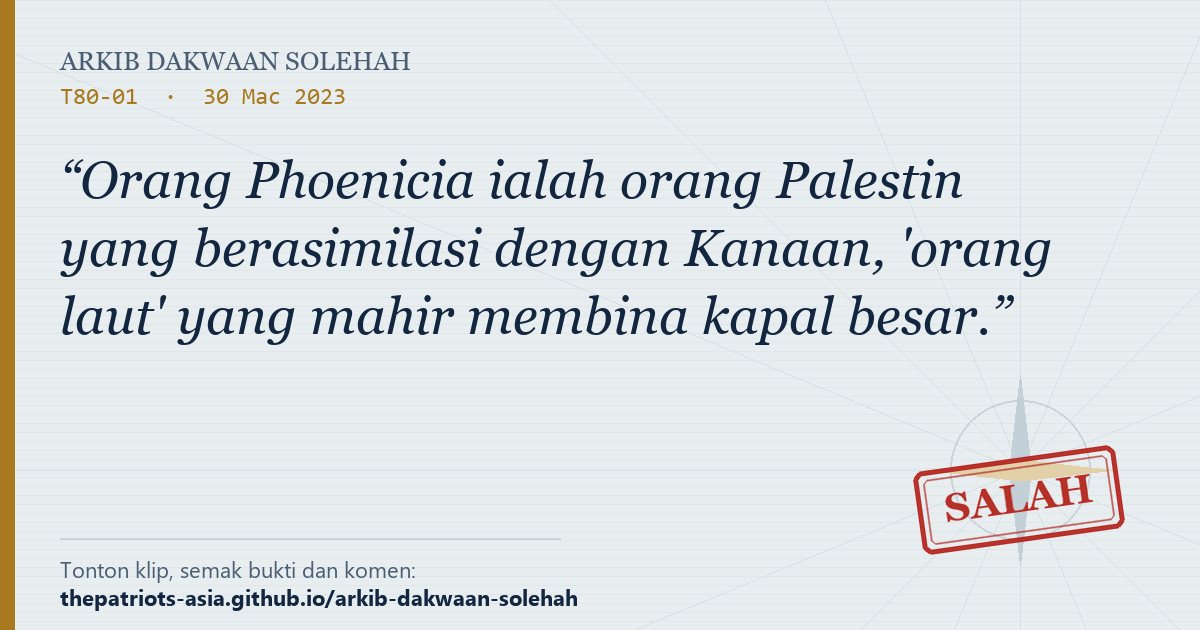 ARKIB DAKWAAN SOLEHAH
T80-01 · 30 Mac 2023
“Orang Phoenicia ialah orang Palestin
yang berasimilasi dengan Kanaan, 'orang
laut' yang mahir membina kapal besar.”
SALAH
Tonton klip, semak bukti dan komen:
thepatriots-asia.github.io/arkib-dakwaan-solehah